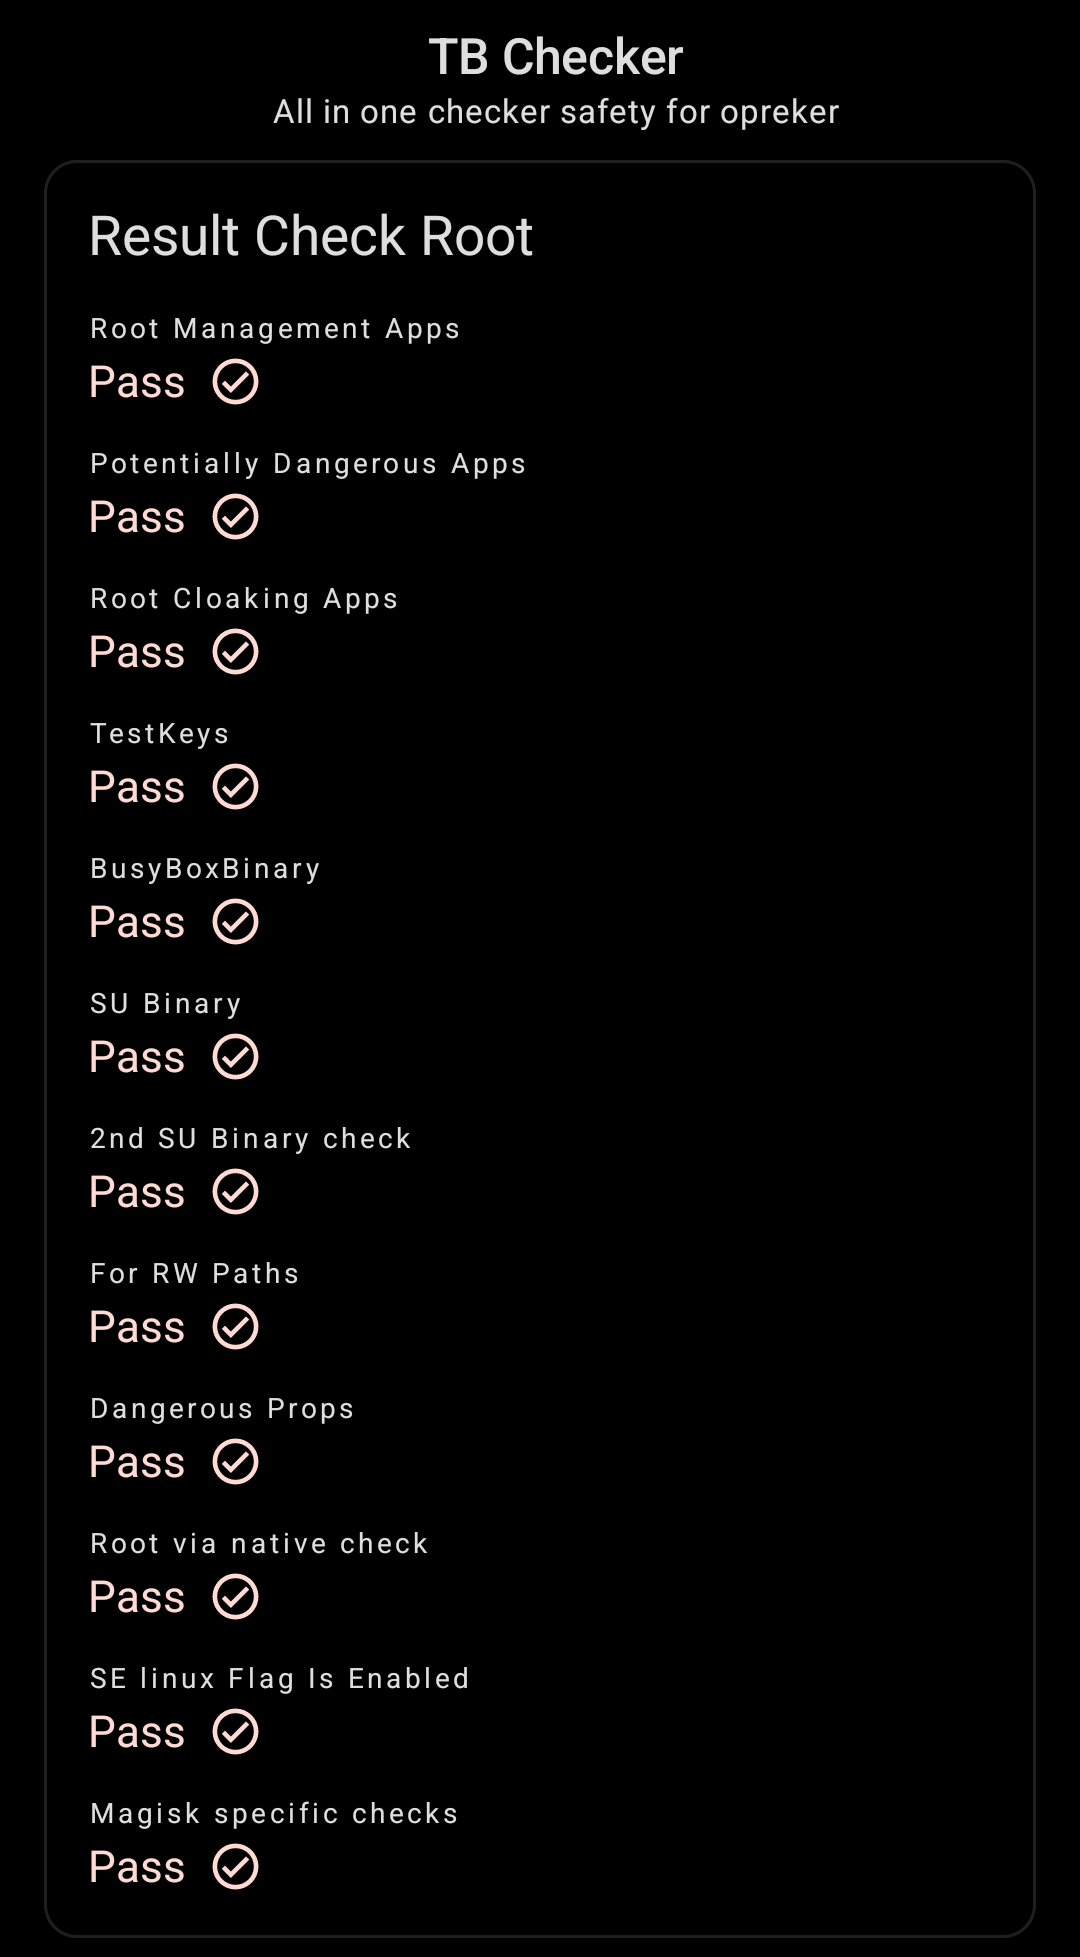 TB Checker
All in one checker safety for opreker
Result Check Root
Root Management Apps
Pass
Potentially Dangerous Apps
Pass
Root Cloaking Apps
Pass
TestKeys
Pass
BusyBoxBinary
Pass
SU Binary
Pass
2nd SU Binary check
Pass
For RW Paths
Pass
Dangerous Props
Pass
Root via native check
Pass
SE linux Flag Is Enabled
Pass
Magisk specific checks
Pass